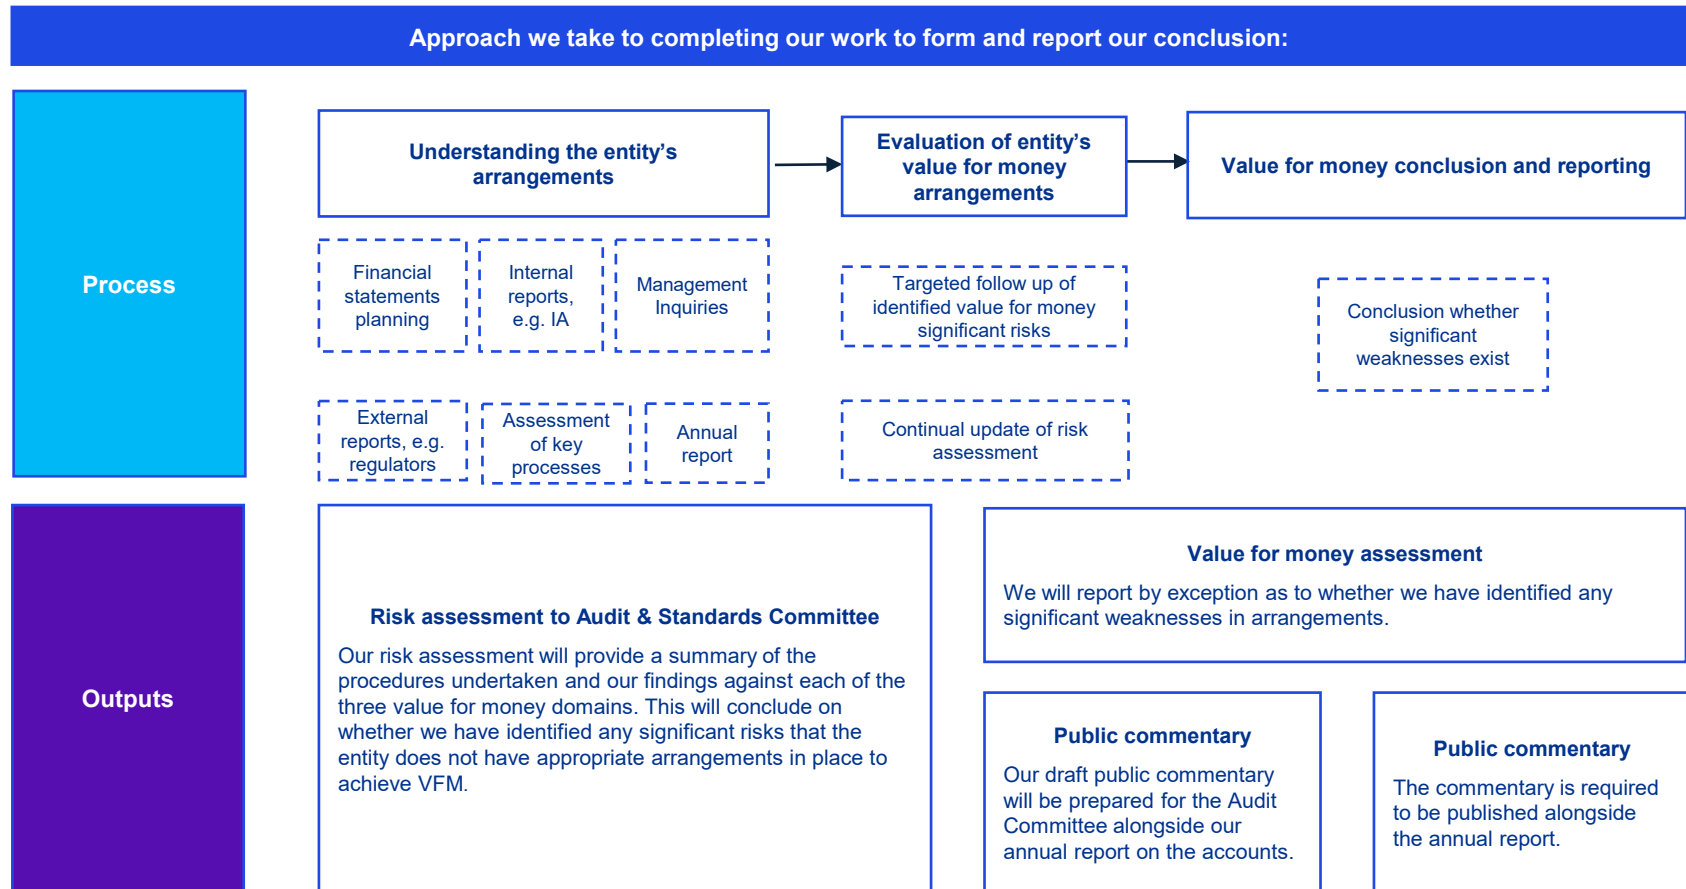 Approach we take to completing our work to form and report our conclusion:
Process
Understanding the entity’s
arrangements
Evaluation of entity’s
value for money
arrangements
Value for money conclusion and reporting
Financial
statements
planning
Internal
reports,
e.g. IA
Management
Inquiries
Targeted follow up of
identified value for money
significant risks
Conclusion whether
significant
weaknesses exist
External
reports, e.g.
regulators
Assessment
of key
processes
Annual
report
Continual update of risk
assessment
Outputs
Risk assessment to Audit & Standards Committee
Our risk assessment will provide a summary of the
procedures undertaken and our findings against each of the
three value for money domains. This will conclude on
whether we have identified any significant risks that the
entity does not have appropriate arrangements in place to
achieve VFM.
Value for money assessment
We will report by exception as to whether we have identified any
significant weaknesses in arrangements.
Public commentary
Our draft public commentary
will be prepared for the Audit
Committee alongside our
annual report on the accounts.
Public commentary
The commentary is required
to be published alongside
the annual report.